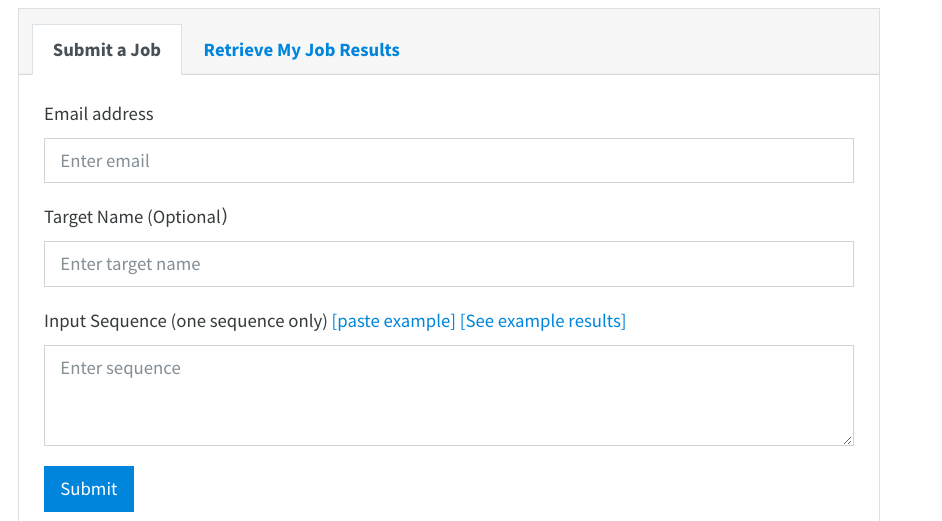 Submit a Job Retrieve My Job Results
Email address
Enter email
Target Name (Optional)
Enter target name
Input Sequence (one sequence only) [paste example] [See example results]
Enter sequence
Submit